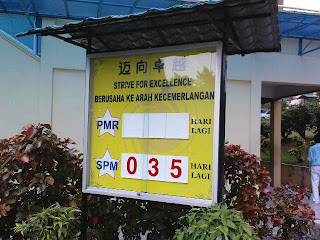 迈向卓越
STRIVE FOR EXCELLENCE
BERUSAHA KE ARAH KECEMERLANGAN
PMR HARI LAGI
SPM 035 HARI LAGI